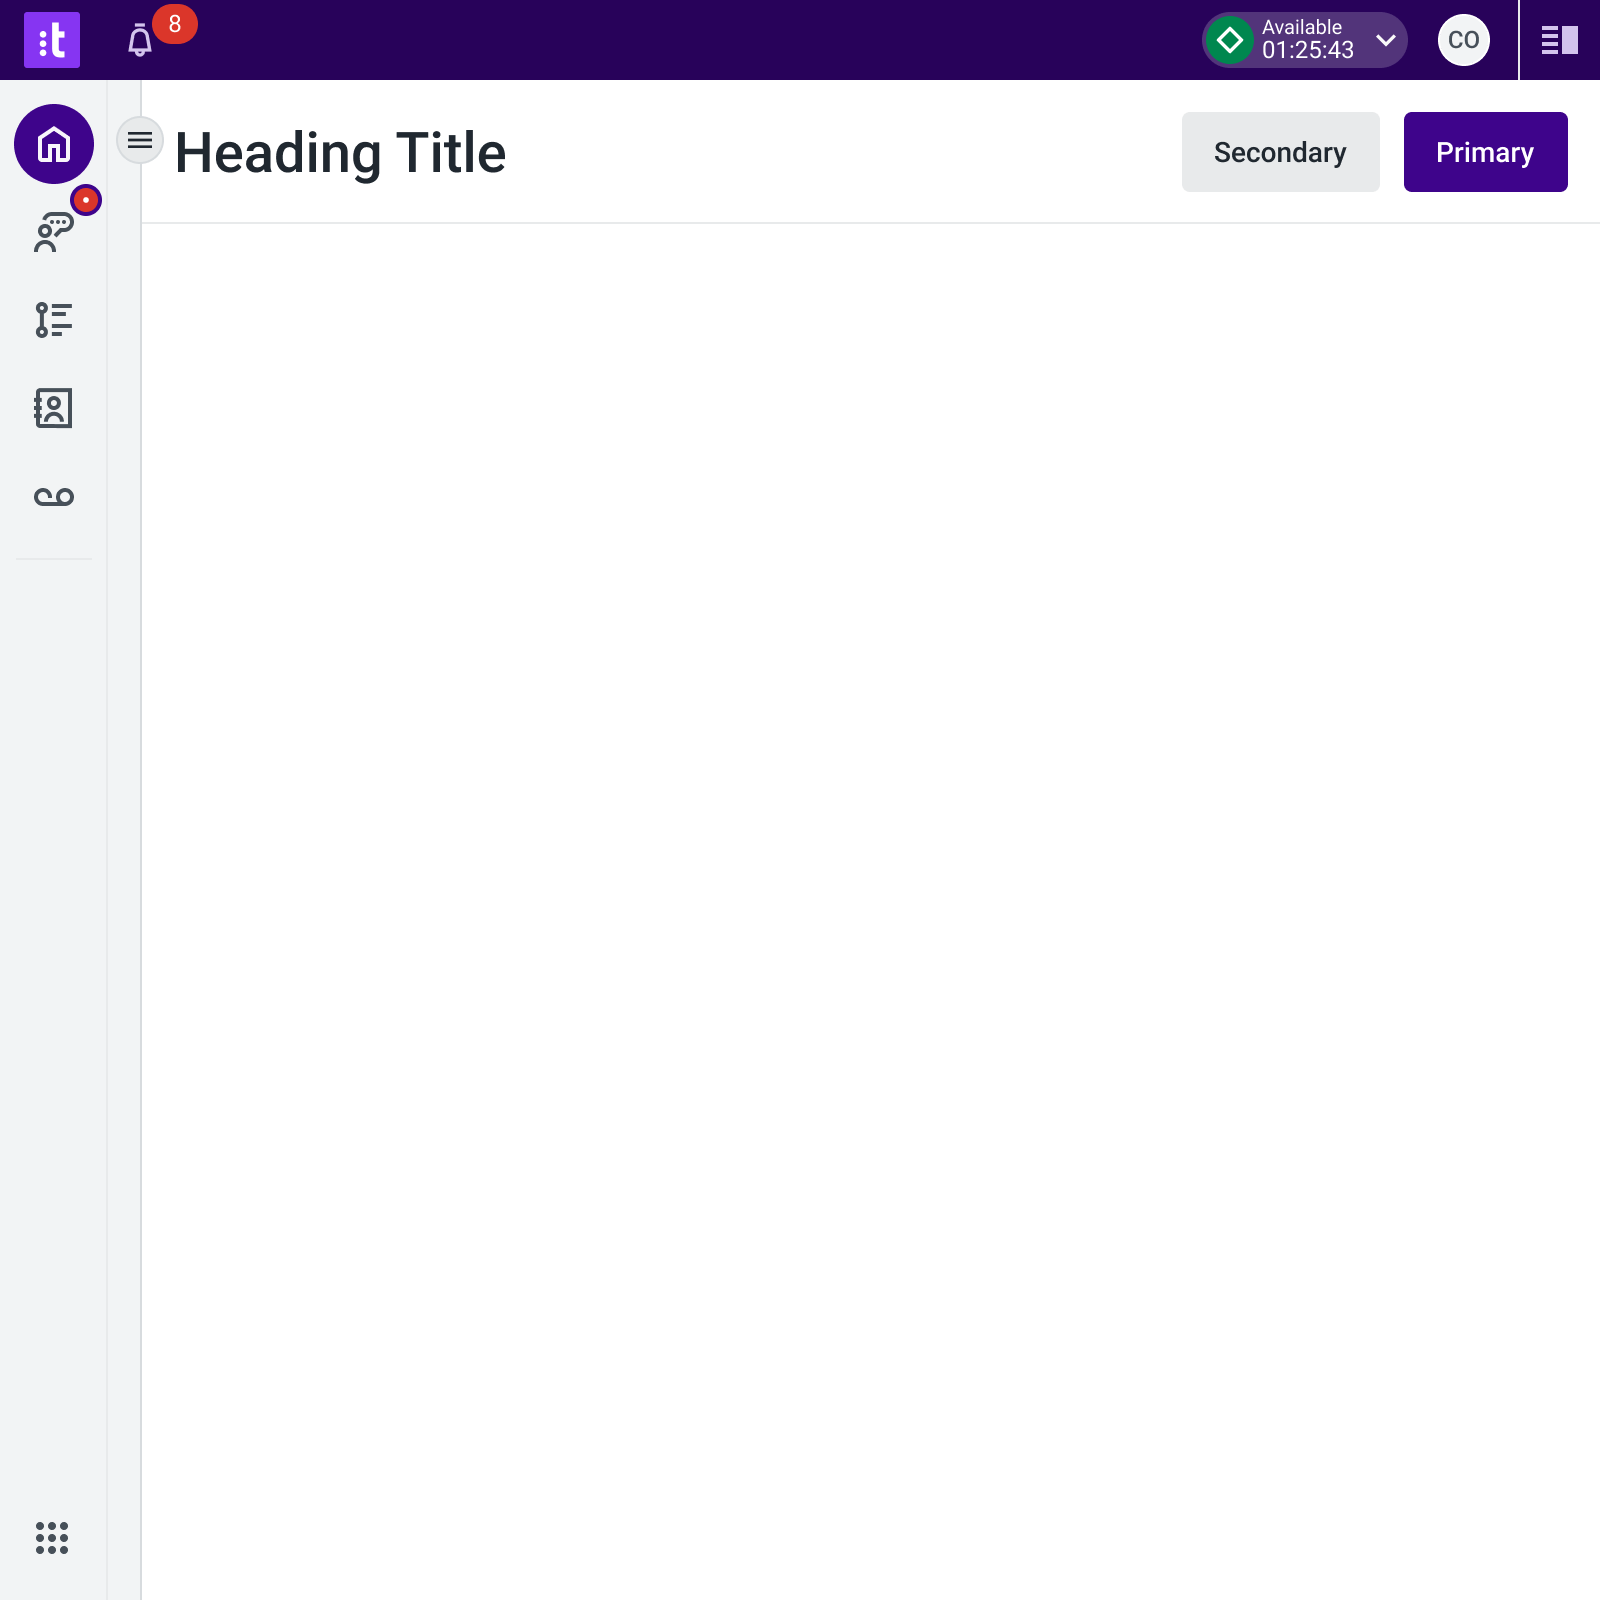 :t
8
Available
01:25:43
CO
Heading Title
Secondary
Primary